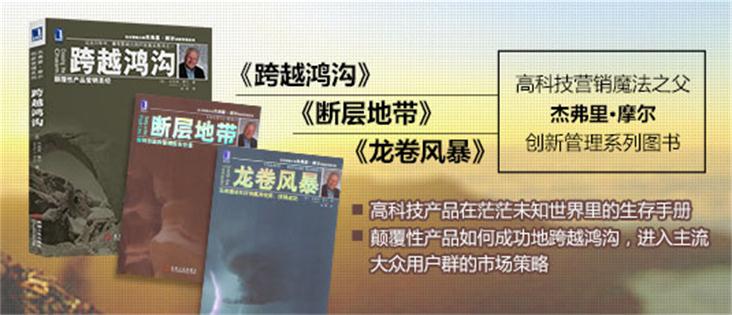 跨越鸿沟
颠覆性产品营销圣经
跨越鸿沟
断层地带
龙卷风暴
《跨越鸿沟》
《断层地带》
《龙卷风暴》
高科技营销魔法之父
杰弗里·摩尔
创新管理系列图书
高科技产品在茫茫未知世界里的生存手册
颠覆性产品如何成功地跨越鸿沟,进入主流
大众用户群的市场策略